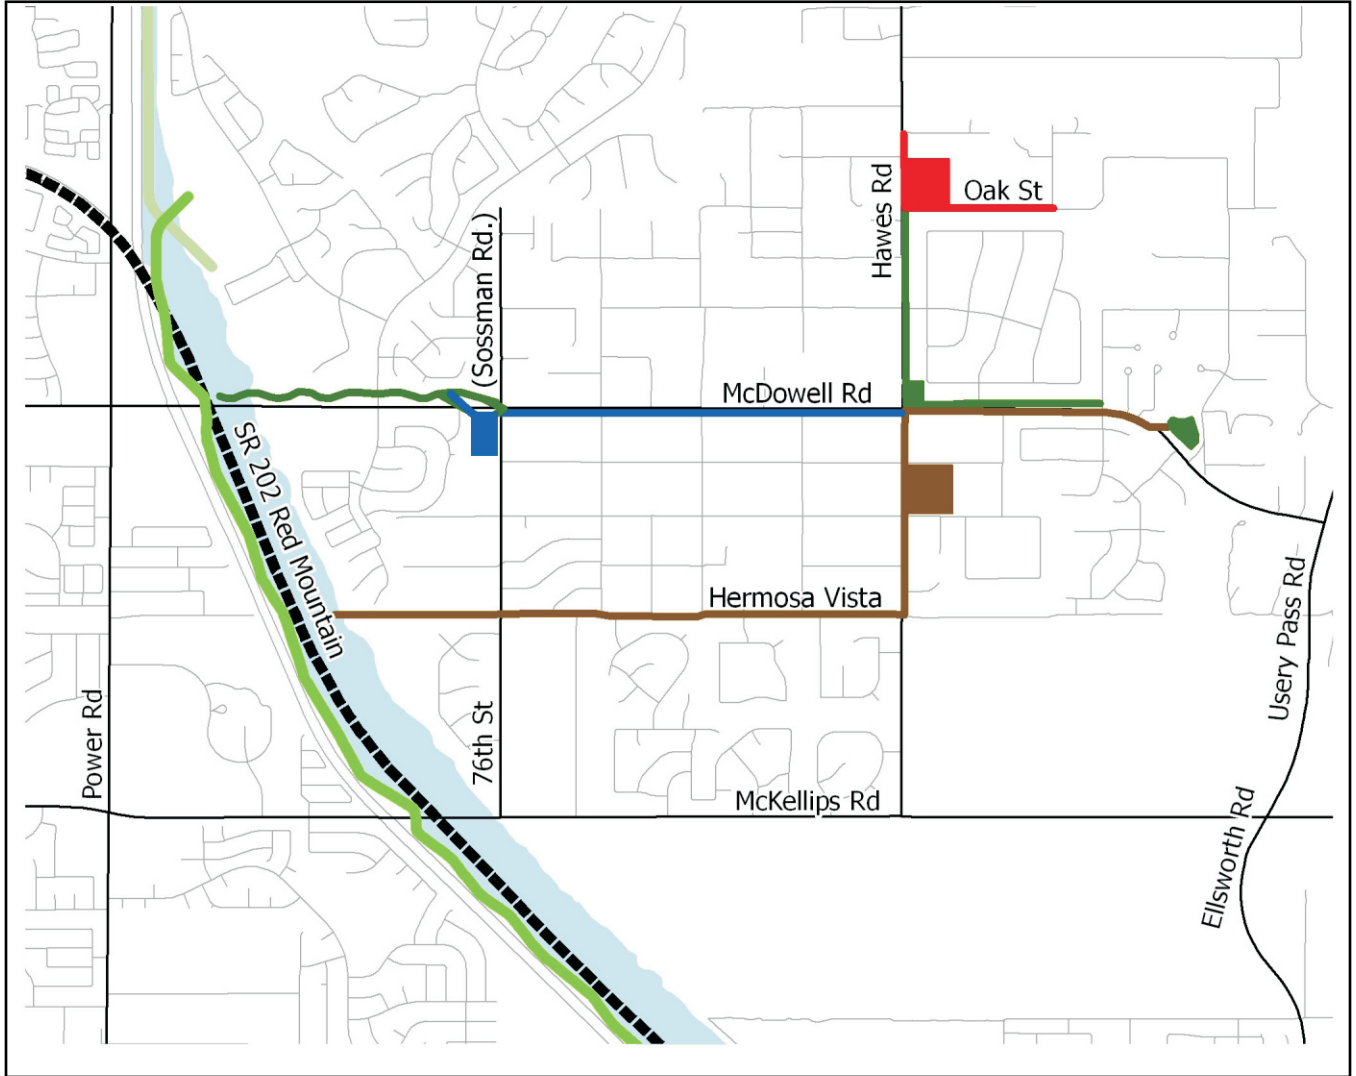 Oak St
Hawes Rd
(Sossman Rd.)
McDowell Rd
SR 202 Red Mountain
Hermosa Vista
Usery Pass Rd
Power Rd
76th St
McKellips Rd
Ellsworth Rd